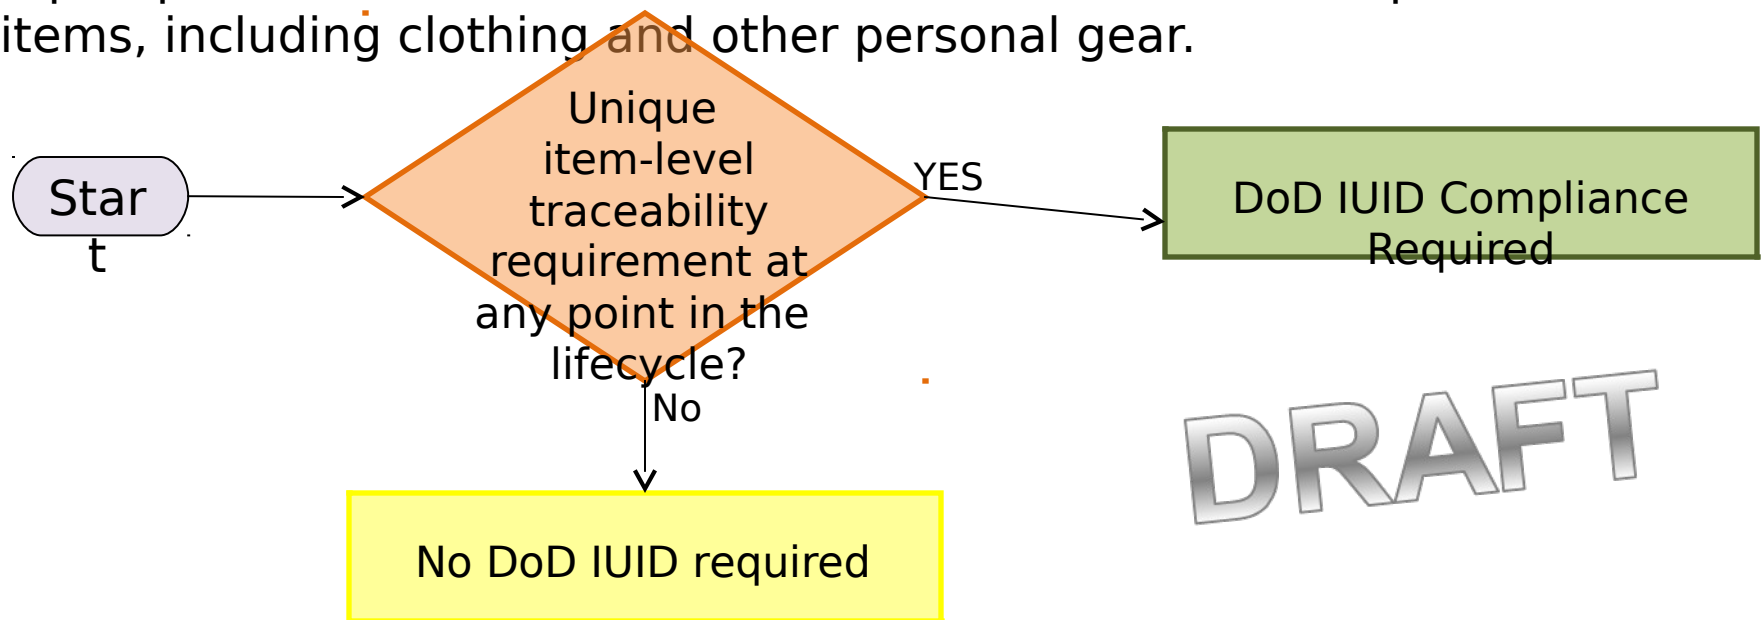 items, including clothing and other personal gear.
Unique
item-level
traceability
requirement at
any point in the
lifecycle?
Star
t
YES
DoD IUID Compliance
Required
No
No DoD IUID required
DRAFT